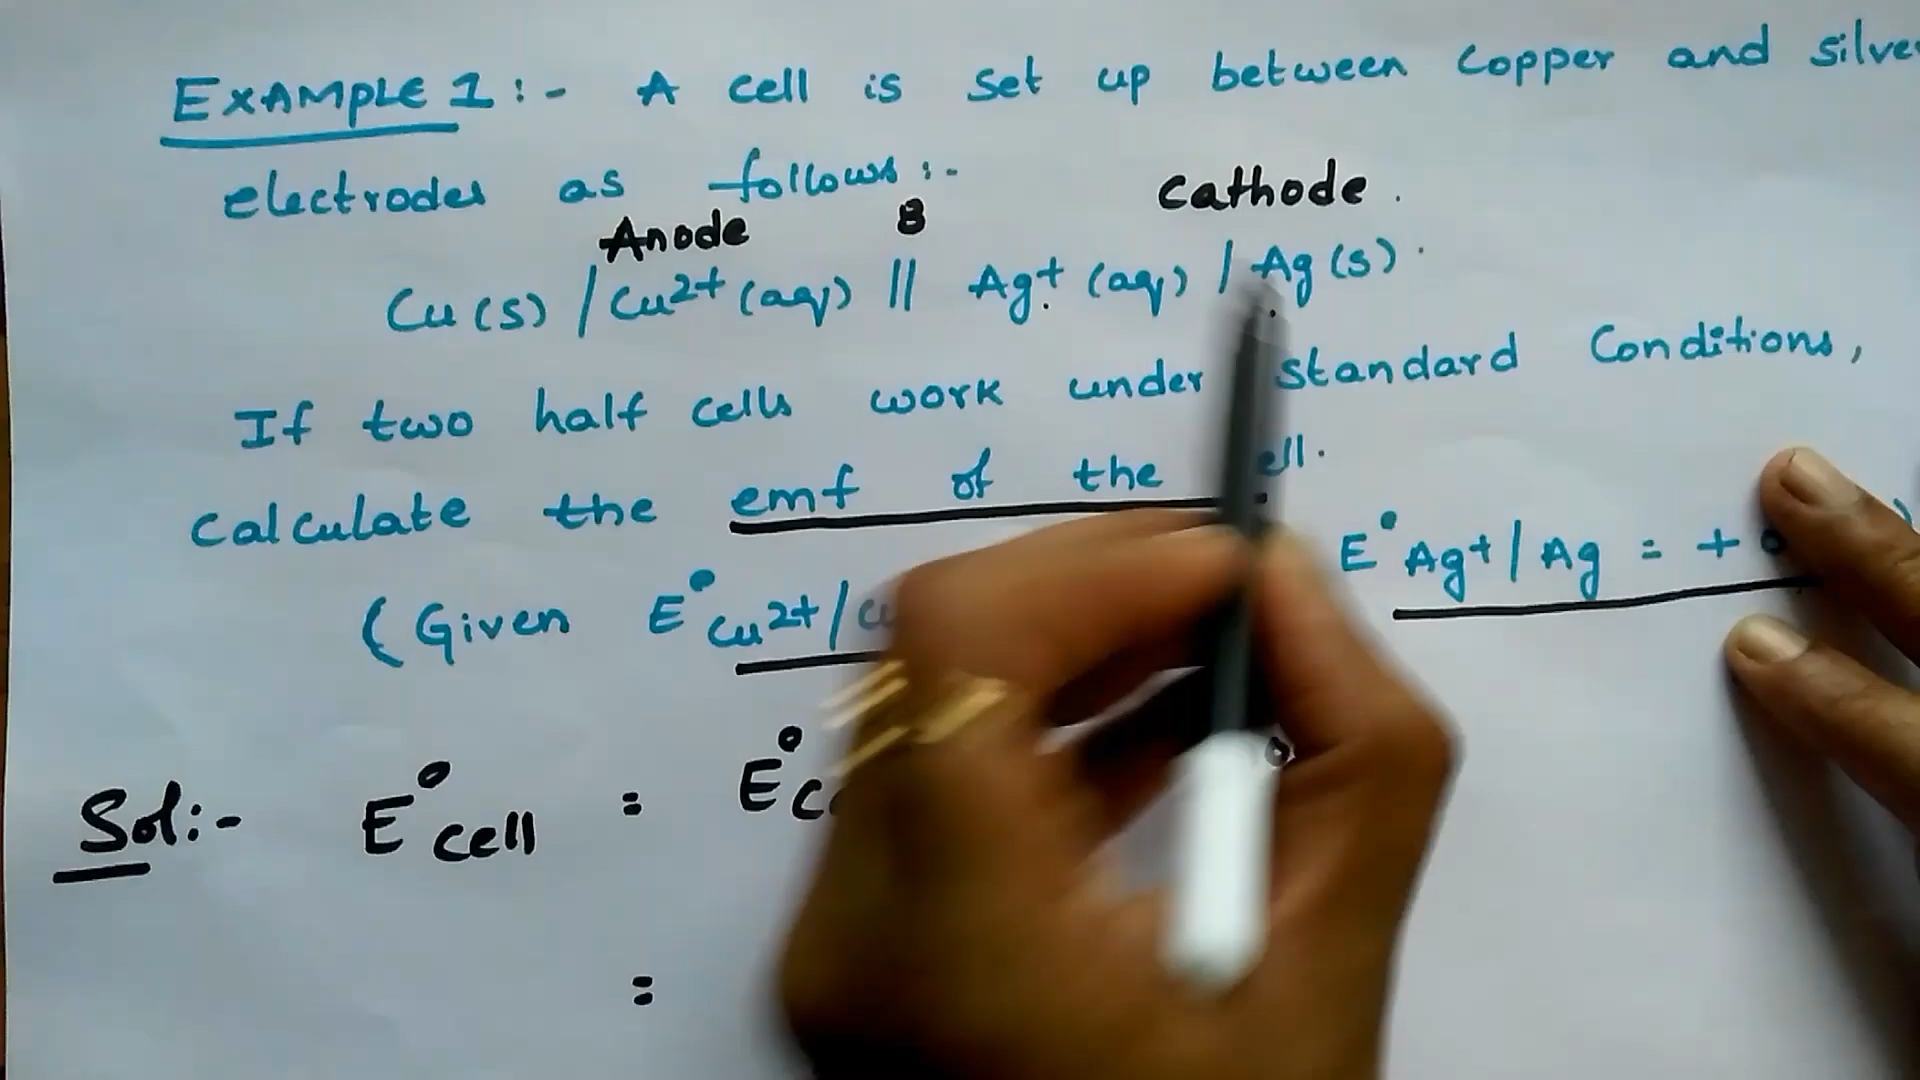 EXAMPLE 1 :- A cell is set up between copper and
electrodes as follows :-
Anode 8 Cathode .
Cu (s) / Cu2+ (aq) || Ag+ (aq) / Ag (s) .
If two half cells work under standard Conditions,
Calculate the emf of the
(Given E° Cu2+/ E° Ag+ / Ag = +
Sol:- E° cell = E°
=